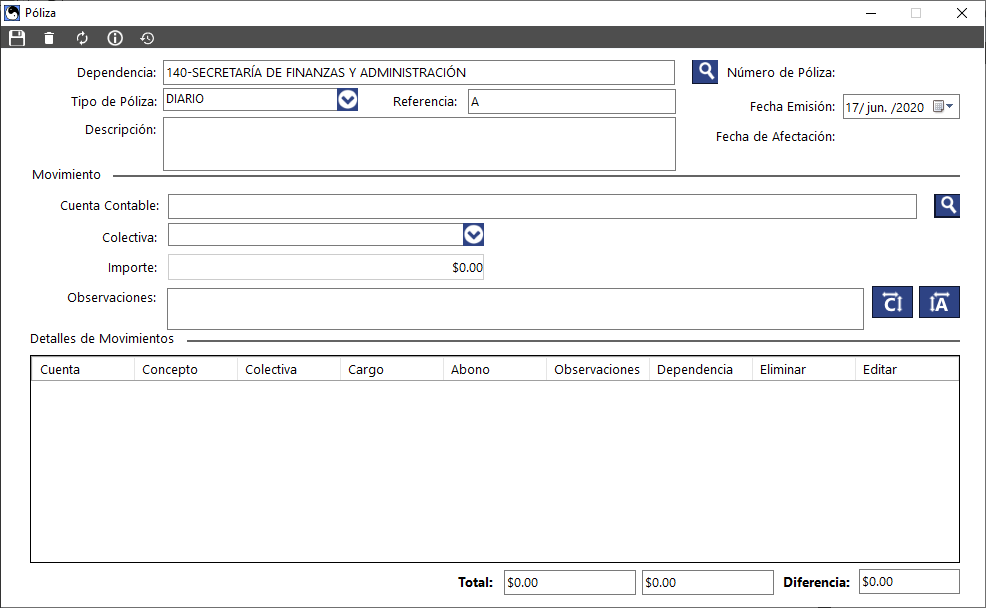 Póliza
Dependencia: 140-SECRETARÍA DE FINANZAS Y ADMINISTRACIÓN Número de Póliza:
Tipo de Póliza: DIARIO Referencia: A Fecha Emisión: 17/ jun. /2020
Descripción: Fecha de Afectación:
Movimiento
Cuenta Contable:
Colectiva:
Importe: $0.00
Observaciones: C A
Detalles de Movimientos
Cuenta Concepto Colectiva Cargo Abono Observaciones Dependencia Eliminar Editar
Total: $0.00 $0.00 Diferencia: $0.00